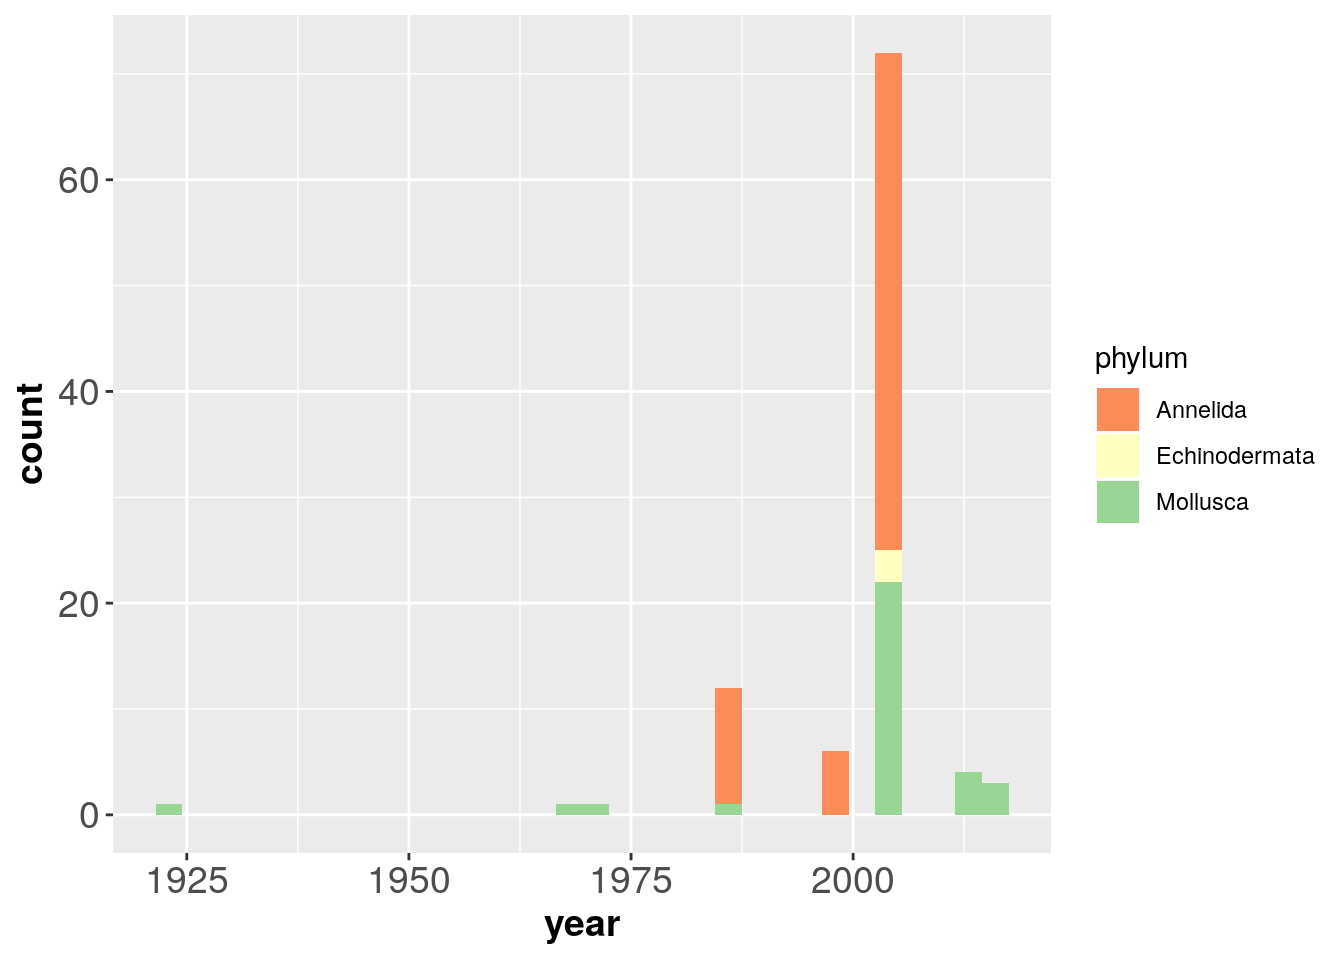 60
40
20
0
count
1925 1950 1975 2000
year
phylum
Annelida
Echinodermata
Mollusca